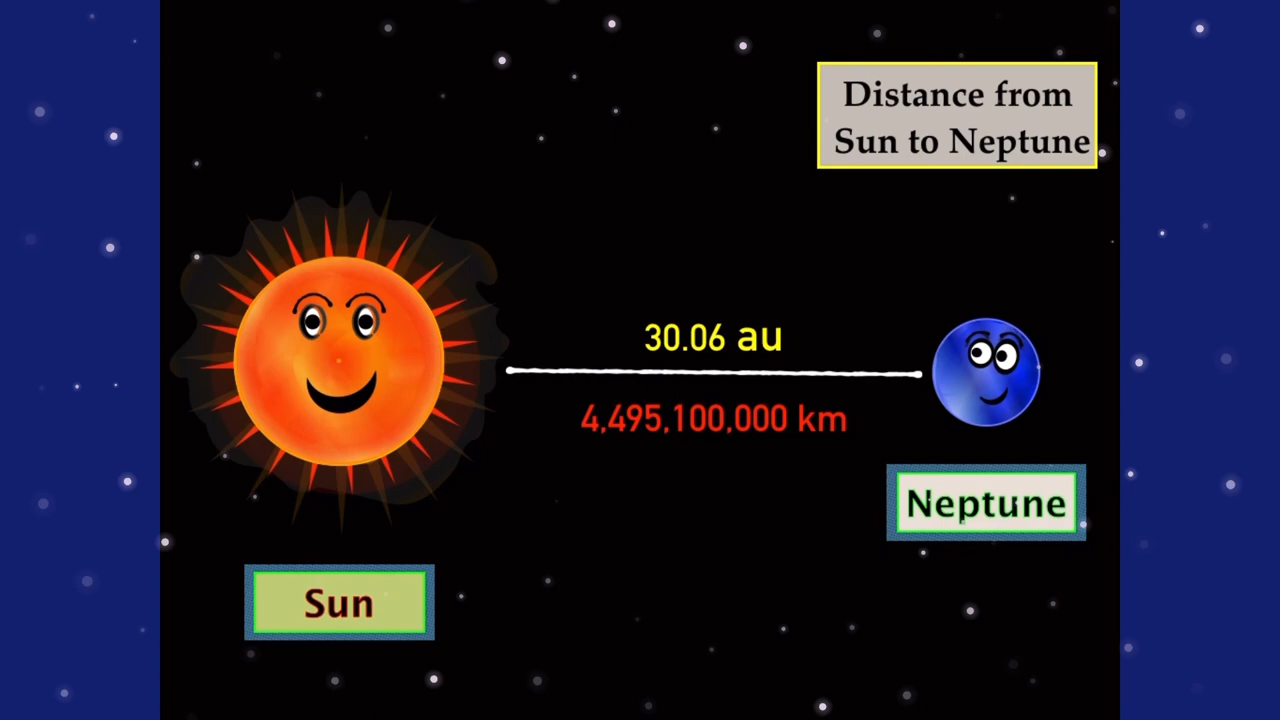 Distance from
Sun to Neptune
30.06 au
4,495,100,000 km
Neptune
Sun